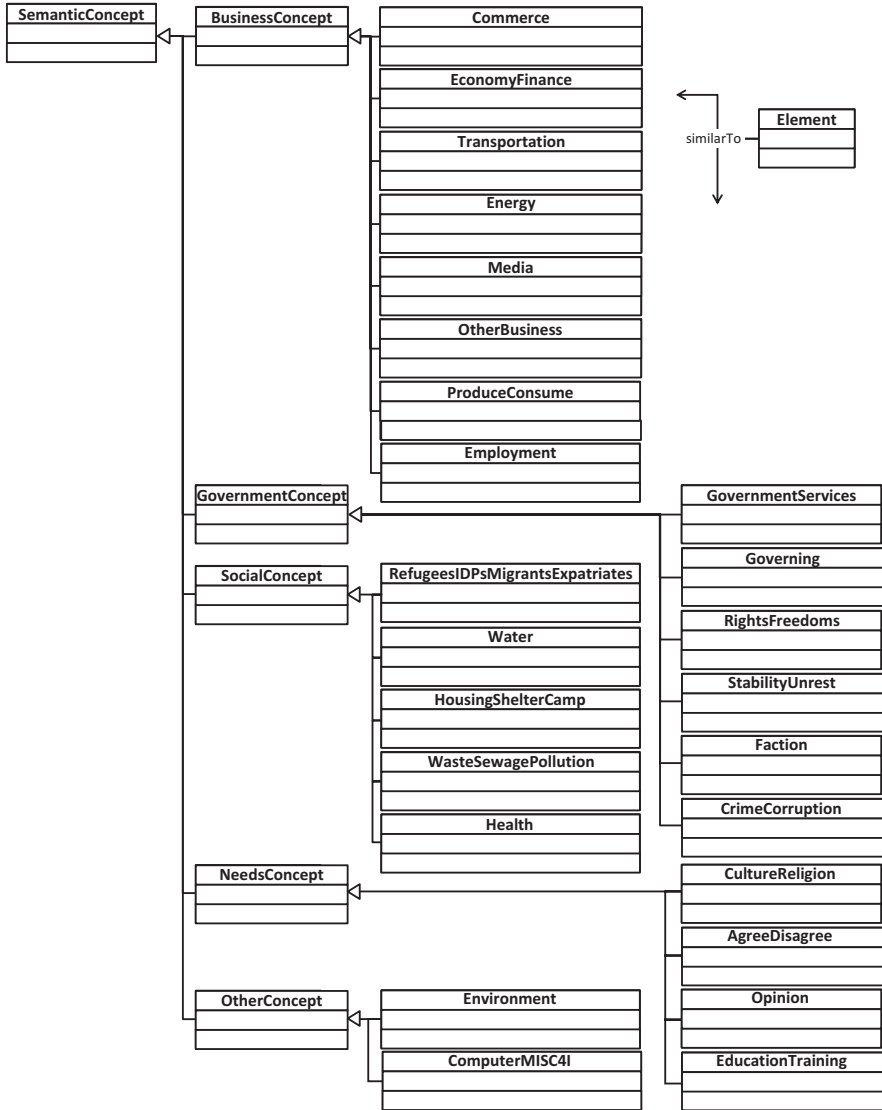 SemanticConcept
BusinessConcept
Commerce
EconomyFinance
similarTo
Element
Transportation
Energy
Media
OtherBusiness
ProduceConsume
Employment
GovernmentConcept
GovernmentServices
Governing
RightsFreedoms
StabilityUnrest
Faction
CrimeCorruption
SocialConcept
RefugeesIDPsMigrantsExpatriates
Water
HousingShelterCamp
WasteSewagePollution
Health
NeedsConcept
CultureReligion
AgreeDisagree
Opinion
EducationTraining
OtherConcept
Environment
ComputerMISC4I